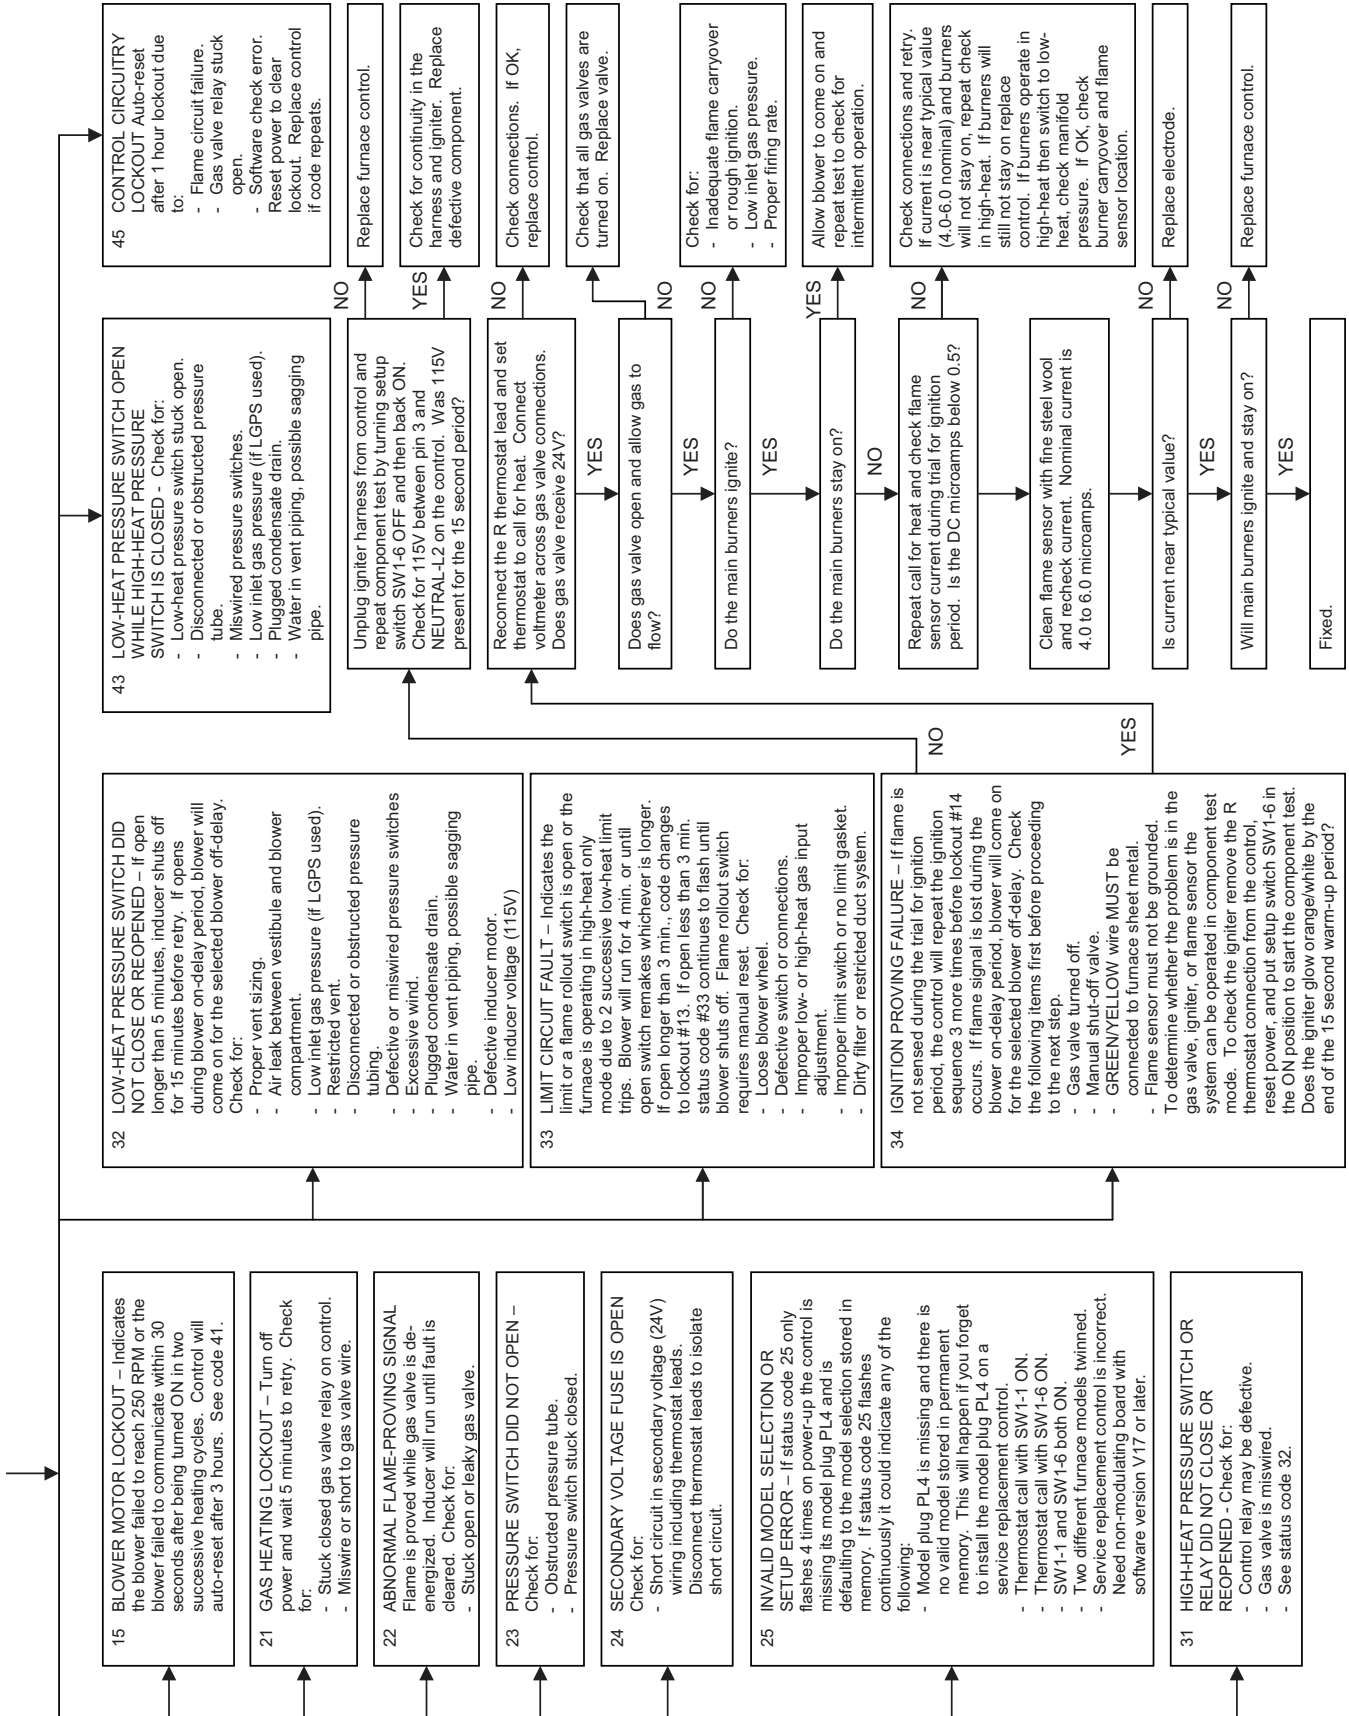 15 BLOWER MOTOR LOCKOUT – Indicates
the blower failed to reach 250 RPM or the
blower failed to communicate within 30
seconds after being turned ON in two
successive heating cycles. Control will
auto-reset after 3 hours. See code 41.
21 GAS HEATING LOCKOUT – Turn off
power and wait 5 minutes to retry. Check
for:
- Stuck closed gas valve relay on control.
- Miswire or short to gas valve wire.
22 ABNORMAL FLAME-PROVING SIGNAL
Flame is proved while gas valve is de-
energized. Inducer will run until fault is
cleared. Check for:
- Stuck open or leaky gas valve.
23 PRESSURE SWITCH DID NOT OPEN –
Check for:
- Obstructed pressure tube.
- Pressure switch stuck closed.
24 SECONDARY VOLTAGE FUSE IS OPEN
Check for:
- Short circuit in secondary voltage (24V)
wiring including thermostat leads.
Disconnect thermostat leads to isolate
short circuit.
25 INVALID MODEL SELECTION OR
SETUP ERROR – If status code 25 only
flashes 4 times on power-up the control is
missing its model plug PL4 and is
defaulting to the model selection stored in
memory. If status code 25 flashes
continuously it could indicate any of the
following:
- Model plug PL4 is missing and there is
no valid model stored in permanent
memory. This will happen if you forget
to install the model plug PL4 on a
service replacement control.
- Thermostat call with SW1-1 ON.
- Thermostat call with SW1-6 ON.
- SW1-1 and SW1-6 both ON.
- Two different furnace models twinned.
- Service replacement control is incorrect.
Need non-modulating board with
software version V17 or later.
31 HIGH-HEAT PRESSURE SWITCH OR
RELAY DID NOT CLOSE OR
REOPENED - Check for:
- Control relay may be defective.
- Gas valve is miswired.
- See status code 32.
32 LOW-HEAT PRESSURE SWITCH DID
NOT CLOSE OR REOPENED – If open
longer than 5 minutes, inducer shuts off
for 15 minutes before retry. If opens
during blower on-delay period, blower will
come on for the selected blower off-delay.
Check for:
- Proper vent sizing.
- Air leak between vestibule and blower
compartment.
- Low inlet gas pressure (if LGPS used).
- Restricted vent.
- Disconnected or obstructed pressure
tubing.
- Defective or miswired pressure switches
- Excessive wind.
- Plugged condensate drain.
- Water in vent piping, possible sagging
pipe.
- Defective inducer motor.
- Low inducer voltage (115V)
33 LIMIT CIRCUIT FAULT – Indicates the
limit or a flame rollout switch is open or the
furnace is operating in high-heat only
mode due to 2 successive low-heat limit
trips. Blower will run for 4 min. or until
open switch remakes whichever is longer.
If open longer than 3 min., code changes
to lockout #13. If open less than 3 min.
status code #33 continues to flash until
blower shuts off. Flame rollout switch
requires manual reset. Check for:
- Loose blower wheel.
- Defective switch or connections.
- Improper low- or high-heat gas input
adjustment.
- Improper limit switch or no limit gasket.
- Dirty filter or restricted duct system.
34 IGNITION PROVING FAILURE – If flame is
not sensed during the trial for ignition
period, the control will repeat the ignition
sequence 3 more times before lockout #14
occurs. If flame signal is lost during the
blower on-delay period, blower will come on
for the selected blower off-delay. Check
the following items first before proceeding
to the next step.
- Gas valve turned off.
- Manual shut-off valve.
- GREEN/YELLOW wire MUST be
connected to furnace sheet metal.
- Flame sensor must not be grounded.
To determine whether the problem is in the
gas valve, igniter, or flame sensor the
system can be operated in component test
mode. To check the igniter remove the R
thermostat connection from the control,
reset power, and put setup switch SW1-6 in
the ON position to start the component test.
Does the igniter glow orange/white by the
end of the 15 second warm-up period?
NO
YES
43 LOW-HEAT PRESSURE SWITCH OPEN
WHILE HIGH-HEAT PRESSURE
SWITCH IS CLOSED - Check for:
- Low-heat pressure switch stuck open.
- Disconnected or obstructed pressure
tube.
- Miswired pressure switches.
- Low inlet gas pressure (if LGPS used).
- Plugged condensate drain.
- Water in vent piping, possible sagging
pipe.
45 CONTROL CIRCUITRY
LOCKOUT Auto-reset
after 1 hour lockout due
to:
- Flame circuit failure.
- Gas valve relay stuck
open.
- Software check error.
Reset power to clear
lockout. Replace control
if code repeats.
Unplug igniter harness from control and
repeat component test by turning setup
switch SW1-6 OFF and then back ON.
Check for 115V between pin 3 and
NEUTRAL-L2 on the control. Was 115V
present for the 15 second period?
NO
Replace furnace control.
YES
Check for continuity in the
harness and igniter. Replace
defective component.
Reconnect the R thermostat lead and set
thermostat to call for heat. Connect
voltmeter across gas valve connections.
Does gas valve receive 24V?
NO
Check connections. If OK,
replace control.
YES
Does gas valve open and allow gas to
flow?
NO
Check that all gas valves are
turned on. Replace valve.
YES
Do the main burners ignite?
NO
Check for:
- Inadequate flame carryover
or rough ignition.
- Low inlet gas pressure.
- Proper firing rate.
YES
Do the main burners stay on?
YES
Allow blower to come on and
repeat test to check for
intermittent operation.
NO
Repeat call for heat and check flame
sensor current during trial for ignition
period. Is the DC microamps below 0.5?
NO
Check connections and retry.
If current is near typical value
(4.0-6.0 nominal) and burners
will not stay on, repeat check
in high-heat. If burners will
still not stay on replace
control. If burners operate in
high-heat then switch to low-
heat, check manifold
pressure. If OK, check
burner carryover and flame
sensor location.
Clean flame sensor with fine steel wool
and recheck current. Nominal current is
4.0 to 6.0 microamps.
Is current near typical value?
NO
Replace electrode.
YES
Will main burners ignite and stay on?
NO
Replace furnace control.
YES
Fixed.